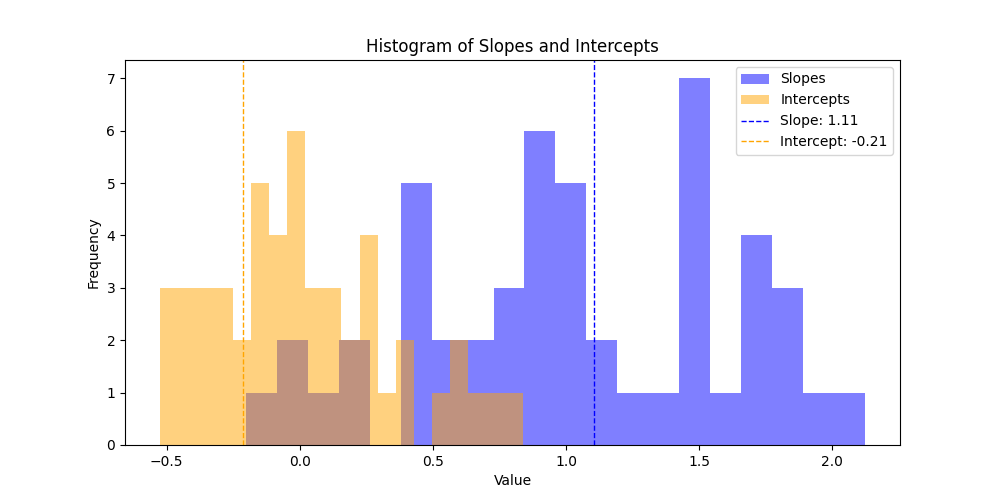 Histogram of Slopes and Intercepts
Slopes
Intercepts
Slope: 1.11
Intercept: -0.21
Frequency
7
6
5
4
3
2
1
0
−0.5 0.0 0.5 1.0 1.5 2.0
Value